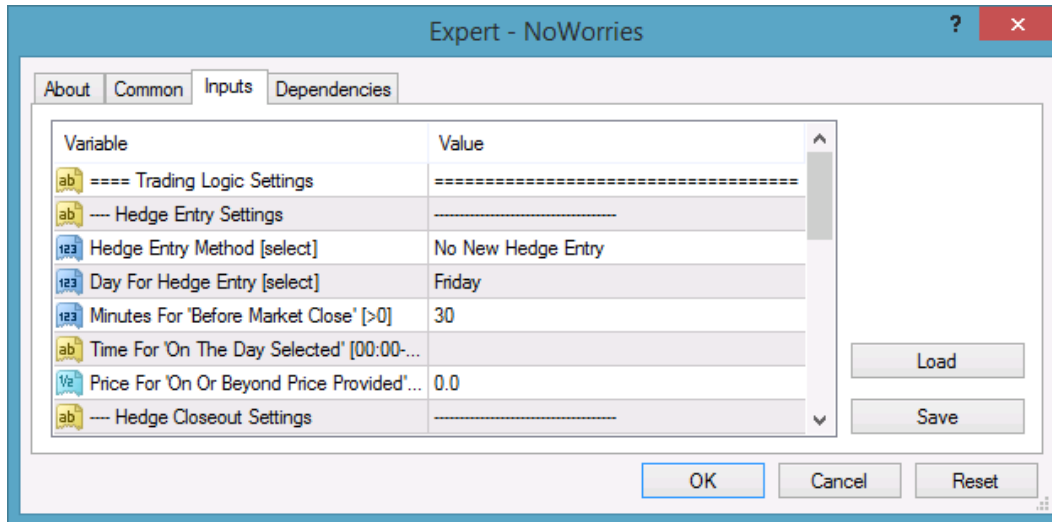 Expert - NoWorries
?
×
About Common Inputs Dependencies
Variable Value
ab ==== Trading Logic Settings ====================================
ab ---- Hedge Entry Settings ------------------------------------
123 Hedge Entry Method [select] No New Hedge Entry
123 Day For Hedge Entry [select] Friday
123 Minutes For 'Before Market Close' [>0] 30
ab Time For 'On The Day Selected' [00:00-...
½ Price For 'On Or Beyond Price Provided'... 0.0
ab ---- Hedge Closeout Settings ------------------------------------
Load
Save
OK Cancel Reset